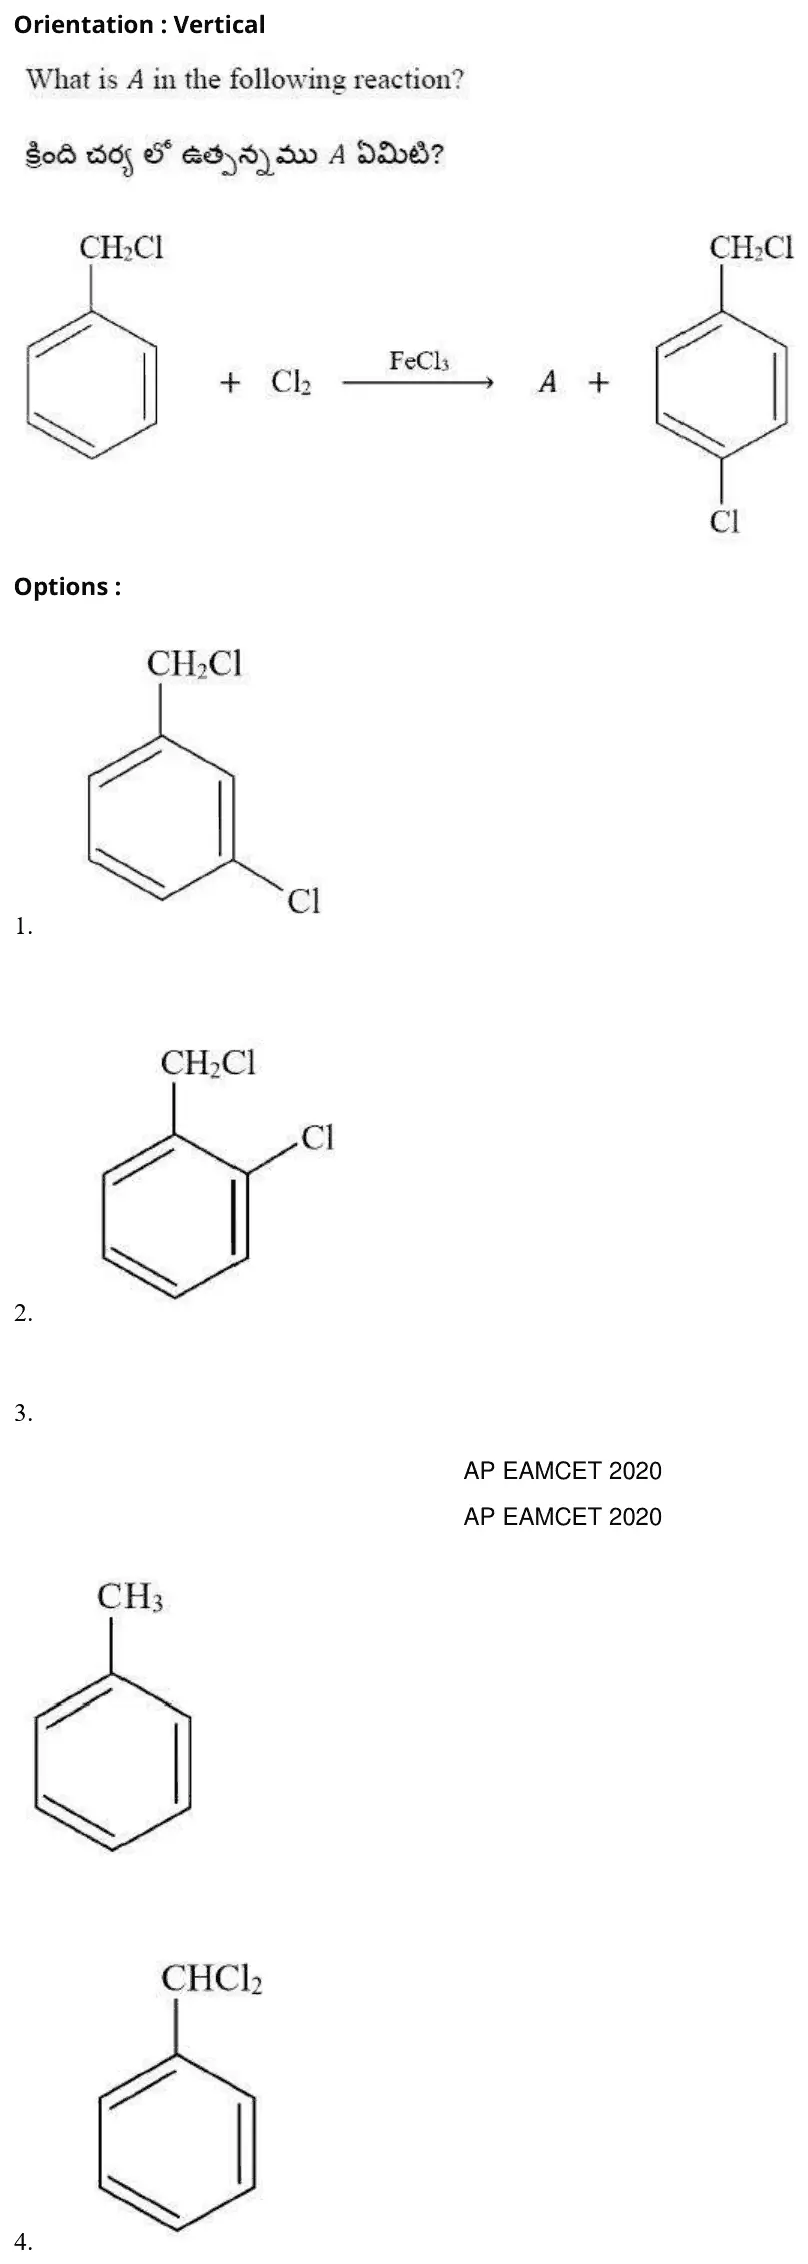 Orientation : Vertical
What is A in the following reaction?
క్రింది చర్య లో ఉత్పన్నము A ఏమిటి?
CH₂Cl
CH₂Cl
+ Cl₂ FeCl₃ A +
Cl
Options :
CH₂Cl
Cl
1.
CH₂Cl
Cl
2.
3.
AP EAMCET 2020
AP EAMCET 2020
CH₃
CHCl₂
4.